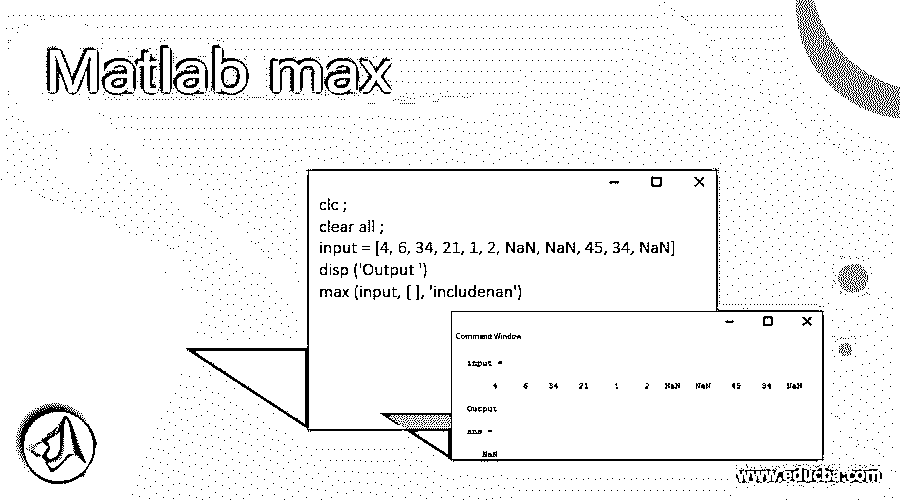 Matlab max
clc ;
clear all ;
input = [4, 6, 34, 21, 1, 2, NaN, NaN, 45, 34, NaN]
disp ('Output ')
max (input, [ ], 'includenan')
Command Window
input =
4 6 34 21 1 2 NaN NaN 45 34 NaN
Output
ans =
NaN
www.educba.com